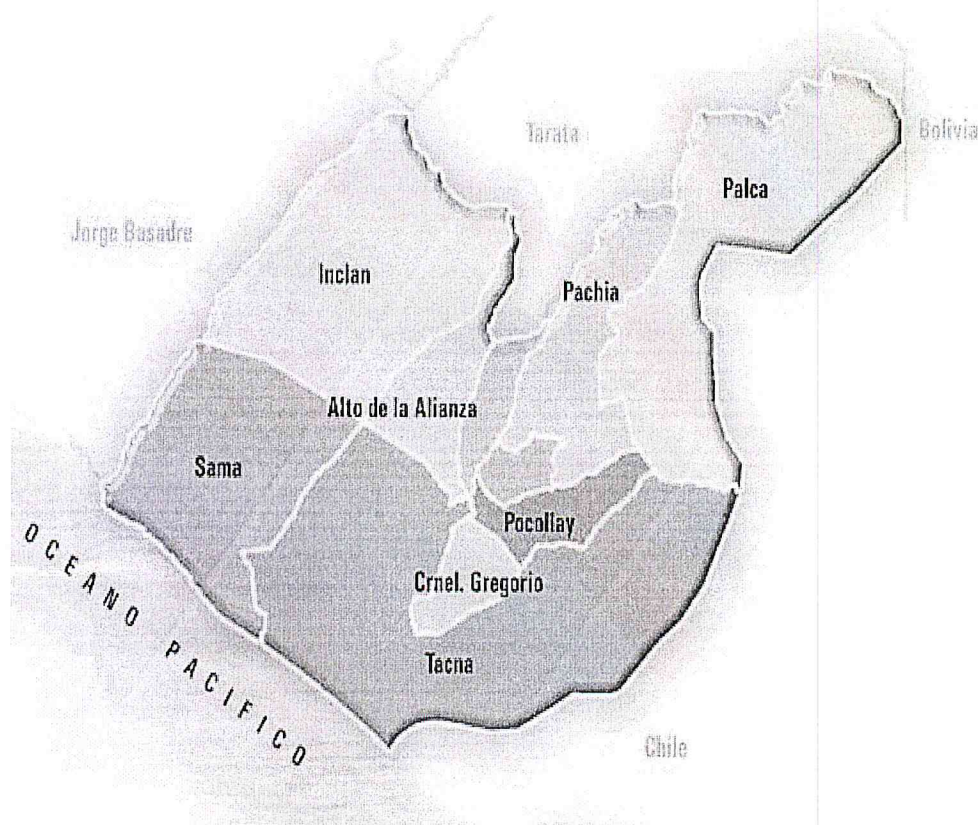 Tarata
Bolivia
Palca
Jorge Basadre
Inclan
Pachia
Alto de la Alianza
Sama
Pocollay
OCEANO PACIFICO
Crnel. Gregorio
Tacna
Chile